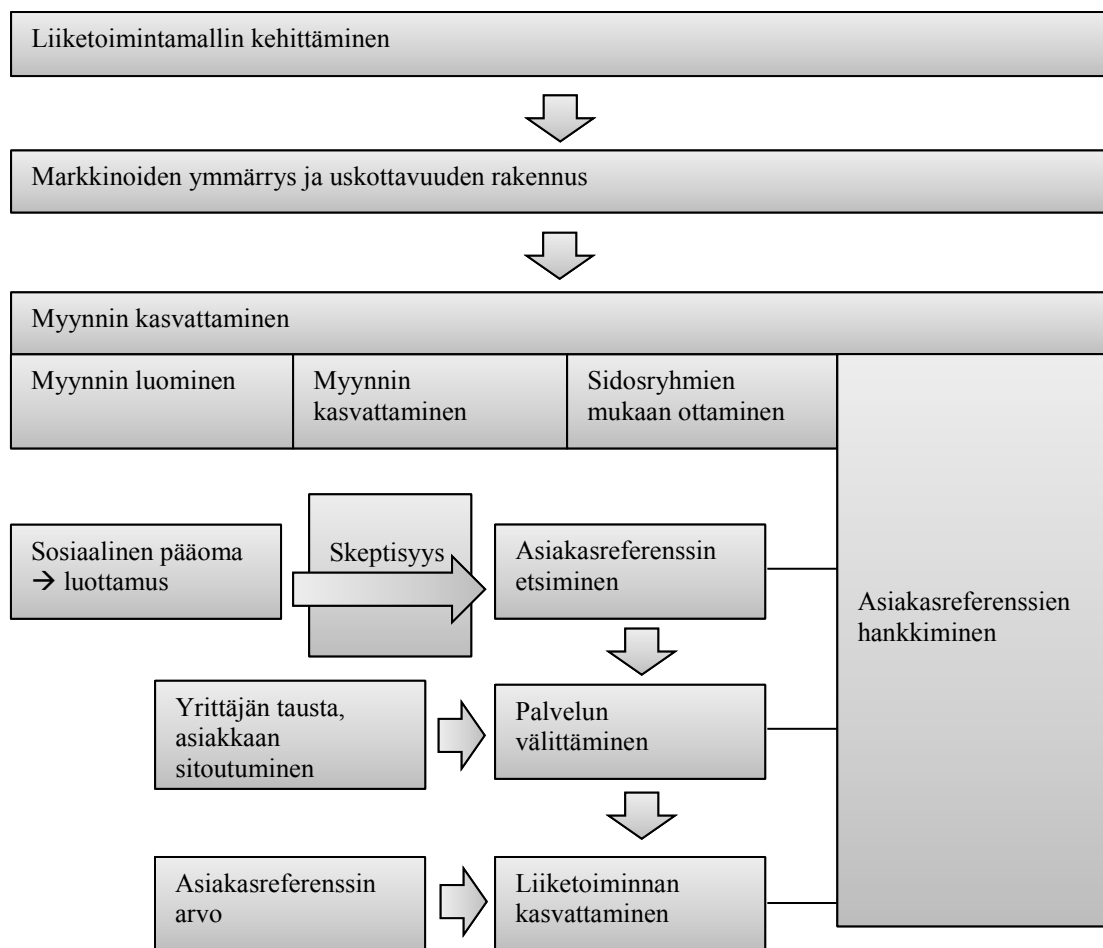 Liiketoimintamallin kehittäminen
Markkinoiden ymmärrys ja uskottavuuden rakennus
Myynnin kasvattaminen
Myynnin luominen
Myynnin
kasvattaminen
Sidosryhmien
mukaan ottaminen
Sosiaalinen pääoma
→ luottamus
Skeptisyys
Asiakasreferenssin
etsiminen
Asiakasreferenssien
hankkiminen
Yrittäjän tausta,
asiakkaan
sitoutuminen
Palvelun
välittäminen
Asiakasreferenssin
arvo
Liiketoiminnan
kasvattaminen